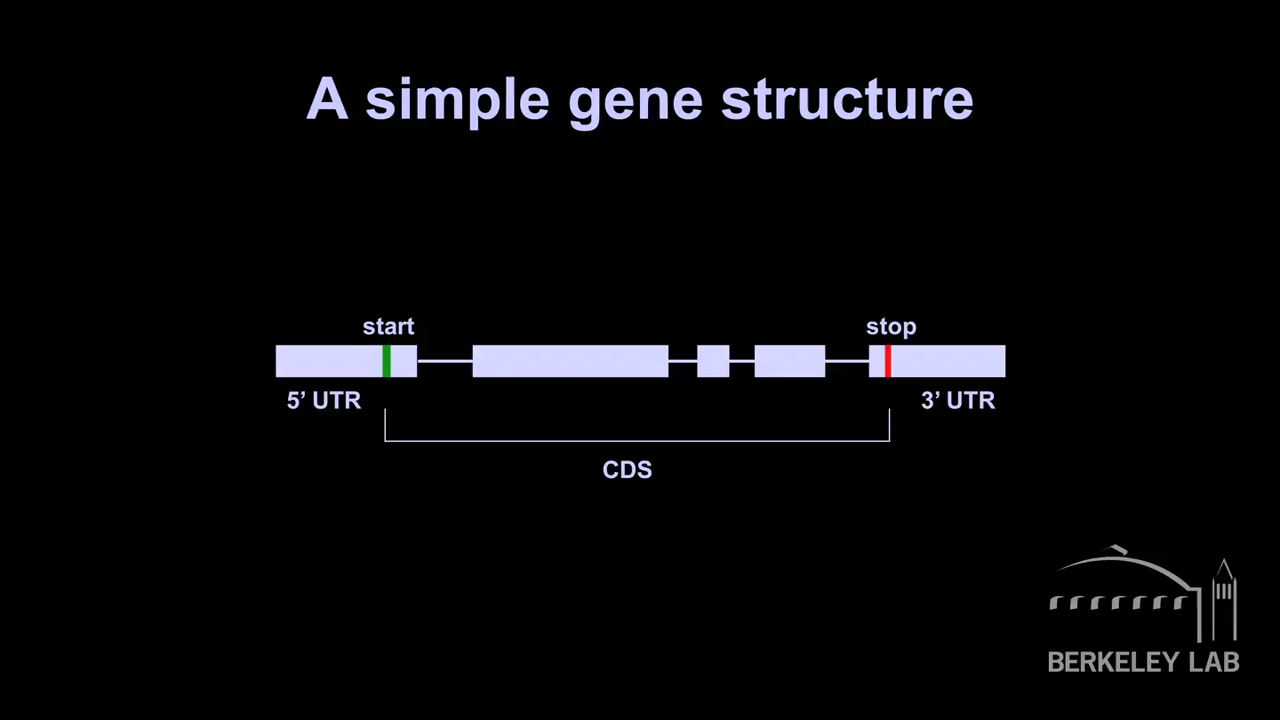 A simple gene structure
start
stop
5’ UTR
3’ UTR
CDS
BERKELEY LAB